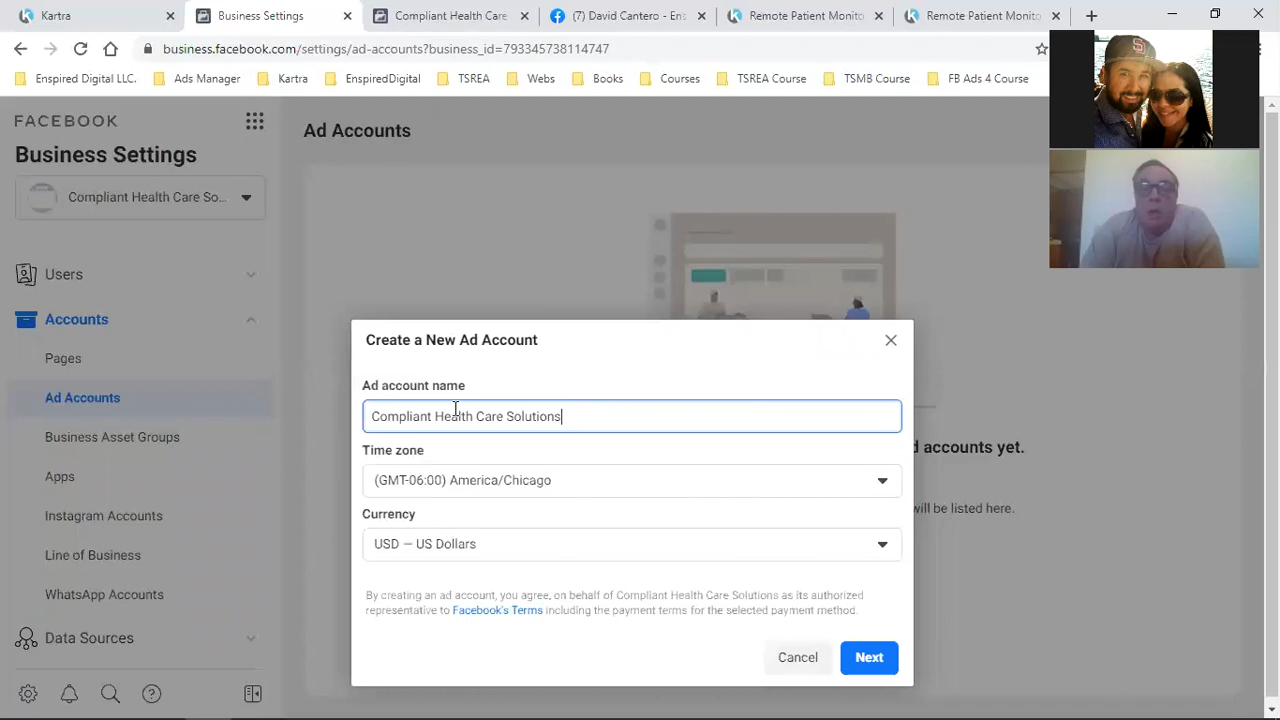 Kartra
Business Settings
Compliant Health Care
(7) David Cantero - Ens
Remote Patient Monito
Remote Patient Monito
business.facebook.com/settings/ad-accounts?business_id=793345738114747
Enspired Digital LLC.
Ads Manager
Kartra
EnspiredDigital
TSREA
Webs
Books
Courses
TSREA Course
TSMB Course
FB Ads 4 Course
FACEBOOK
Business Settings
Compliant Health Care So...
Users
Accounts
Pages
Ad Accounts
Business Asset Groups
Apps
Instagram Accounts
Line of Business
WhatsApp Accounts
Data Sources
Ad Accounts
d accounts yet.
will be listed here.
Create a New Ad Account
Ad account name
Compliant Health Care Solutions
Time zone
(GMT-06:00) America/Chicago
Currency
USD — US Dollars
By creating an ad account, you agree, on behalf of Compliant Health Care Solutions as its authorized
representative to Facebook's Terms including the payment terms for the selected payment method.
Cancel
Next